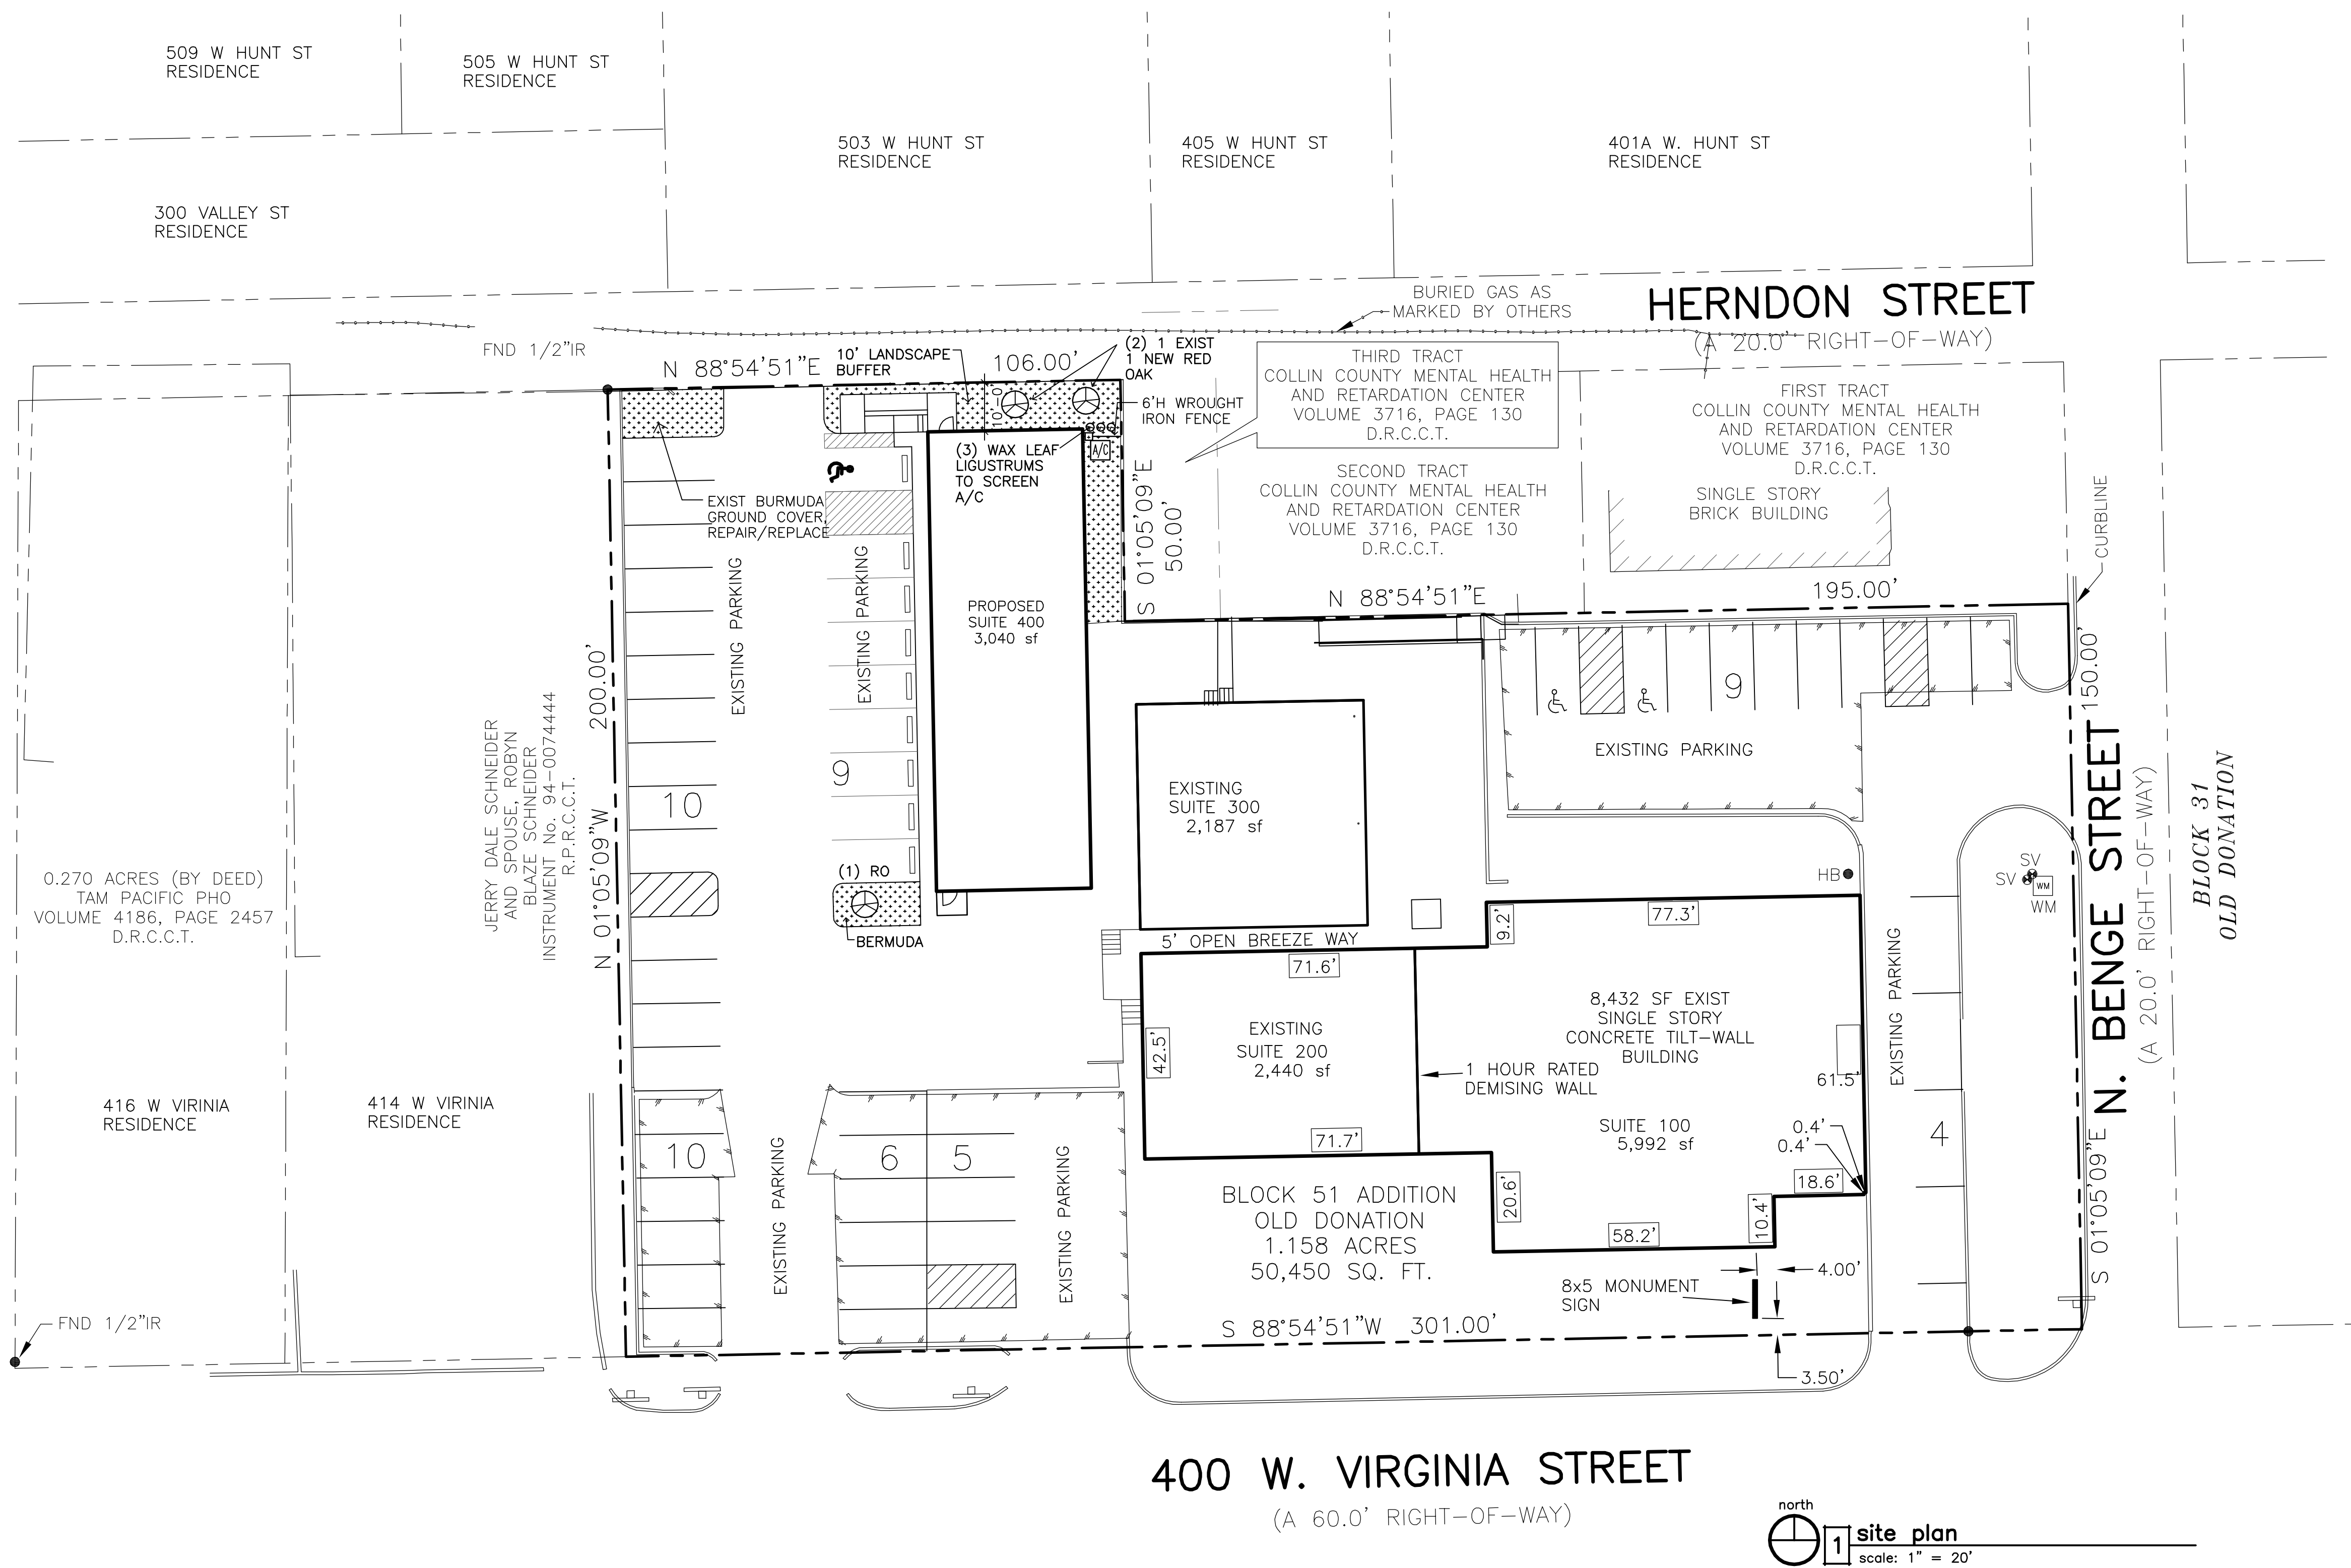 509 W HUNT ST
RESIDENCE
505 W HUNT ST
RESIDENCE
503 W HUNT ST
RESIDENCE
405 W HUNT ST
RESIDENCE
401A W. HUNT ST
RESIDENCE
300 VALLEY ST
RESIDENCE
BURIED GAS AS
MARKED BY OTHERS
HERNDON STREET
(A 20.0' RIGHT-OF-WAY)
FND 1/2"IR
N 88°54'51"E
106.00'
10' LANDSCAPE
BUFFER
10-0
(2) 1 EXIST
1 NEW RED
OAK
6'H WROUGHT
IRON FENCE
A/C
(3) WAX LEAF
LIGUSTRUMS
TO SCREEN
A/C
THIRD TRACT
COLLIN COUNTY MENTAL HEALTH
AND RETARDATION CENTER
VOLUME 3716, PAGE 130
D.R.C.C.T.
SECOND TRACT
COLLIN COUNTY MENTAL HEALTH
AND RETARDATION CENTER
VOLUME 3716, PAGE 130
D.R.C.C.T.
FIRST TRACT
COLLIN COUNTY MENTAL HEALTH
AND RETARDATION CENTER
VOLUME 3716, PAGE 130
D.R.C.C.T.
SINGLE STORY
BRICK BUILDING
CURBLINE
EXIST BURMUDA
GROUND COVER,
REPAIR/REPLACE
S 01°05'09"E
50.00'
N 88°54'51"E
195.00'
EXISTING PARKING
EXISTING PARKING
PROPOSED
SUITE 400
3,040 sf
200.00'
N 01°05'09"W
JERRY DALE SCHNEIDER
AND SPOUSE, ROBYN
BLAZE SCHNEIDER
INSTRUMENT No. 94-0074444
R.P.R.C.C.T.
10
9
9
EXISTING PARKING
EXISTING
SUITE 300
2,187 sf
150.00'
N. BENGE STREET
(A 20.0' RIGHT-OF-WAY)
BLOCK 31
OLD DONATION
0.270 ACRES (BY DEED)
TAM PACIFIC PHO
VOLUME 4186, PAGE 2457
D.R.C.C.T.
(1) RO
BERMUDA
HB
SV
SV
WM
WM
5' OPEN BREEZE WAY
9.2'
77.3'
71.6'
42.5'
EXISTING
SUITE 200
2,440 sf
71.7'
1 HOUR RATED
DEMISING WALL
8,432 SF EXIST
SINGLE STORY
CONCRETE TILT-WALL
BUILDING
61.5'
SUITE 100
5,992 sf
0.4'
0.4'
18.6'
10.4'
58.2'
20.6'
EXISTING PARKING
4
S 01°05'09"E
416 W VIRINIA
RESIDENCE
414 W VIRINIA
RESIDENCE
10
EXISTING PARKING
6
5
EXISTING PARKING
BLOCK 51 ADDITION
OLD DONATION
1.158 ACRES
50,450 SQ. FT.
8x5 MONUMENT
SIGN
4.00'
3.50'
S 88°54'51"W 301.00'
FND 1/2"IR
400 W. VIRGINIA STREET
(A 60.0' RIGHT-OF-WAY)
north
1
site plan
scale: 1" = 20'